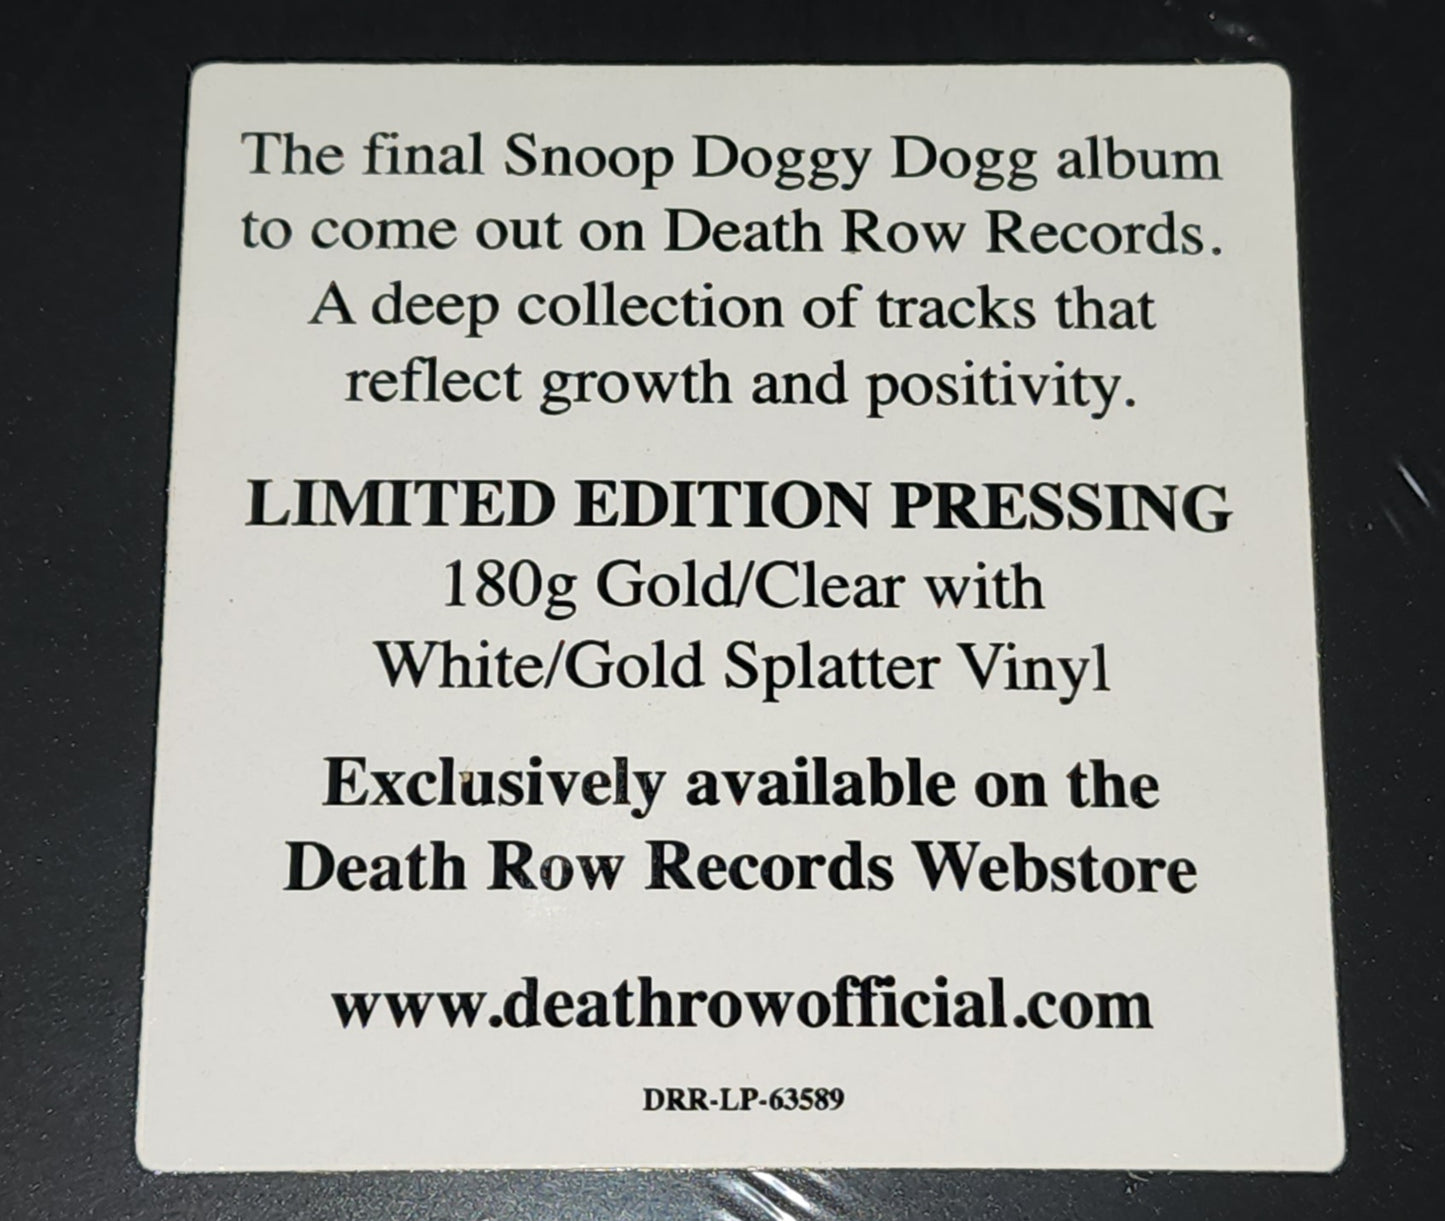 The final Snoop Doggy Dogg album
to come out on Death Row Records.
A deep collection of tracks that
reflect growth and positivity.
LIMITED EDITION PRESSING
180g Gold/Clear with
White/Gold Splatter Vinyl
Exclusively available on the
Death Row Records Webstore
www.deathrowofficial.com
DRR-LP-63589